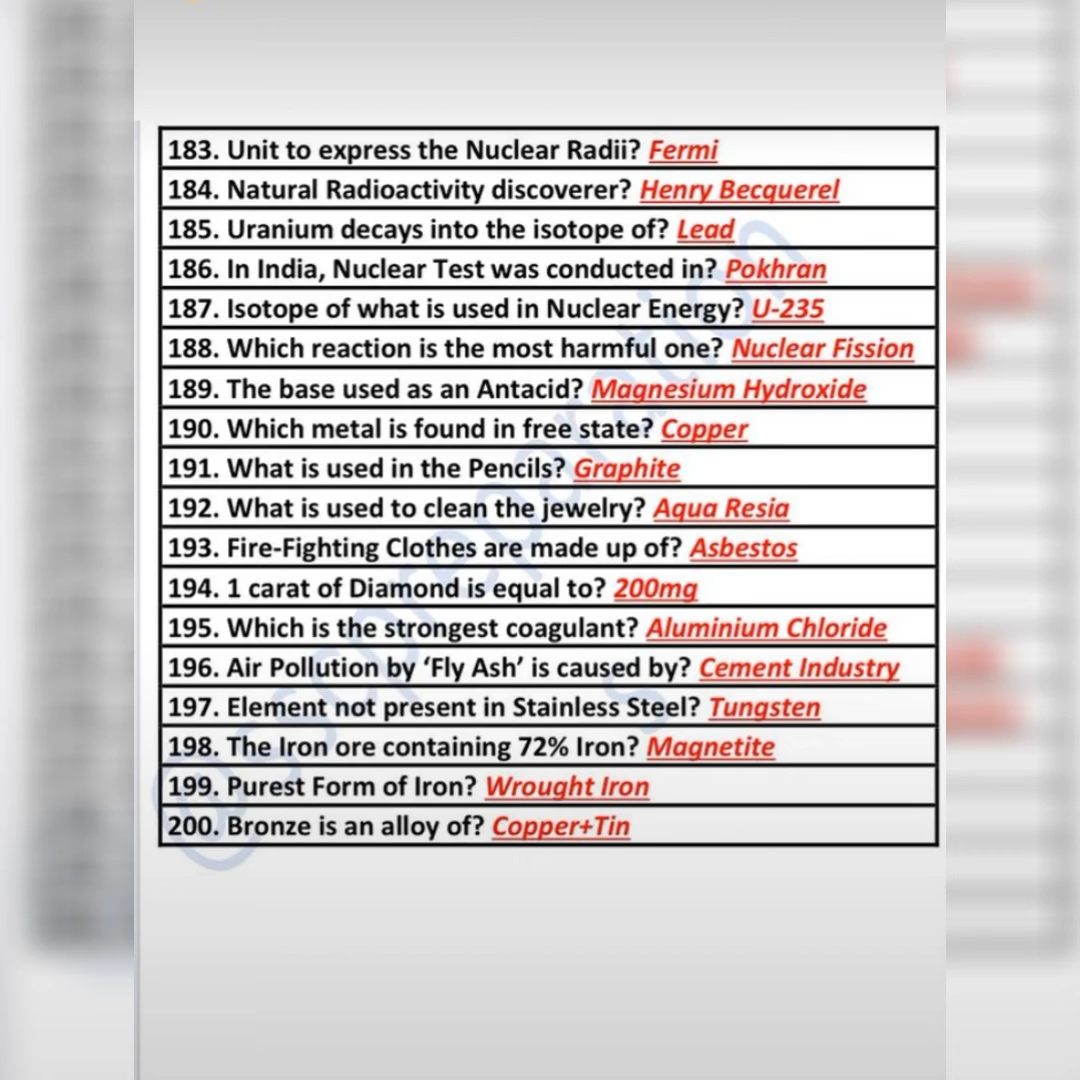 183. Unit to express the Nuclear Radii? Fermi
184. Natural Radioactivity discoverer? Henry Becquerel
185. Uranium decays into the isotope of? Lead
186. In India, Nuclear Test was conducted in? Pokhran
187. Isotope of what is used in Nuclear Energy? U-235
188. Which reaction is the most harmful one? Nuclear Fission
189. The base used as an Antacid? Magnesium Hydroxide
190. Which metal is found in free state? Copper
191. What is used in the Pencils? Graphite
192. What is used to clean the jewelry? Aqua Resia
193. Fire-Fighting Clothes are made up of? Asbestos
194. 1 carat of Diamond is equal to? 200mg
195. Which is the strongest coagulant? Aluminium Chloride
196. Air Pollution by ‘Fly Ash’ is caused by? Cement Industry
197. Element not present in Stainless Steel? Tungsten
198. The Iron ore containing 72% Iron? Magnetite
199. Purest Form of Iron? Wrought Iron
200. Bronze is an alloy of? Copper+Tin